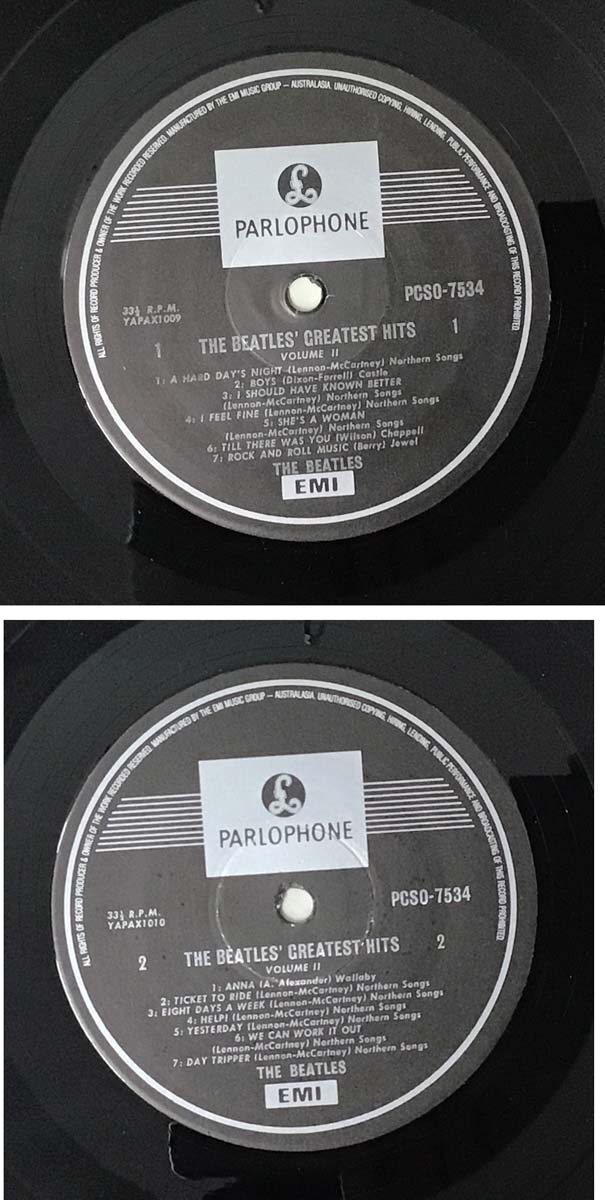 ALL RIGHTS OF RECORD PRODUCER & OWNER OF THE WORK RECORDED RESERVED. MANUFACTURED BY THE EMI MUSIC GROUP — AUSTRALASIA. UNAUTHORISED COPYING, HIRING, LENDING, PUBLIC PERFORMANCE AND BROADCASTING OF THIS RECORD PROHIBITED
£
PARLOPHONE
PCSO-7534
33⅓ R.P.M.
YAPAX1009
1 THE BEATLES' GREATEST HITS 1
VOLUME II
1: A HARD DAY'S NIGHT (Lennon-McCartney) Northern Songs
2: BOYS (Dixon-Farrell) Castle
3: I SHOULD HAVE KNOWN BETTER
(Lennon-McCartney) Northern Songs
4: I FEEL FINE (Lennon-McCartney) Northern Songs
5: SHE'S A WOMAN
(Lennon-McCartney) Northern Songs
6: TILL THERE WAS YOU (Wilson) Chappell
7: ROCK AND ROLL MUSIC (Berry) Jewel
THE BEATLES
EMI
ALL RIGHTS OF RECORD PRODUCER & OWNER OF THE WORK RECORDED RESERVED. MANUFACTURED BY THE EMI MUSIC GROUP — AUSTRALASIA. UNAUTHORISED COPYING, HIRING, LENDING, PUBLIC PERFORMANCE AND BROADCASTING OF THIS RECORD PROHIBITED
£
PARLOPHONE
PCSO-7534
33⅓ R.P.M.
YAPAX1010
2 THE BEATLES' GREATEST HITS 2
VOLUME II
1: ANNA (A. Alexander) Wallaby
2: TICKET TO RIDE (Lennon-McCartney) Northern Songs
3: EIGHT DAYS A WEEK (Lennon-McCartney) Northern Songs
4: HELP! (Lennon-McCartney) Northern Songs
5: YESTERDAY (Lennon-McCartney) Northern Songs
6: WE CAN WORK IT OUT
(Lennon-McCartney) Northern Songs
7: DAY TRIPPER (Lennon-McCartney) Northern Songs
THE BEATLES
EMI